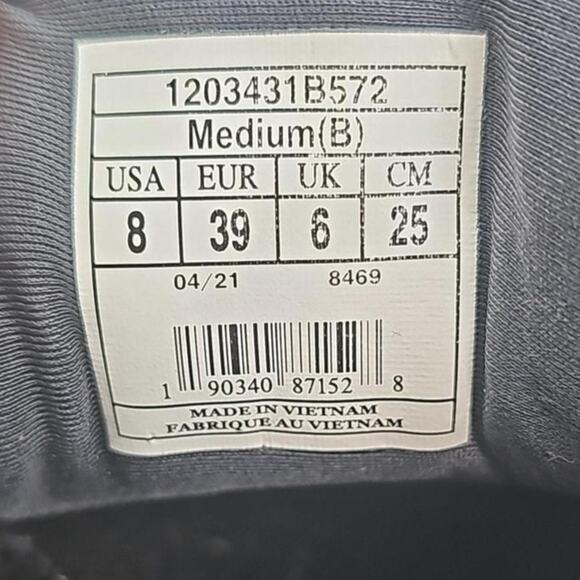 1203431B572
Medium(B)
USA EUR UK CM
8 39 6 25
04/21 8469
1 90340 87152 8
MADE IN VIETNAM
FABRIQUE AU VIETNAM